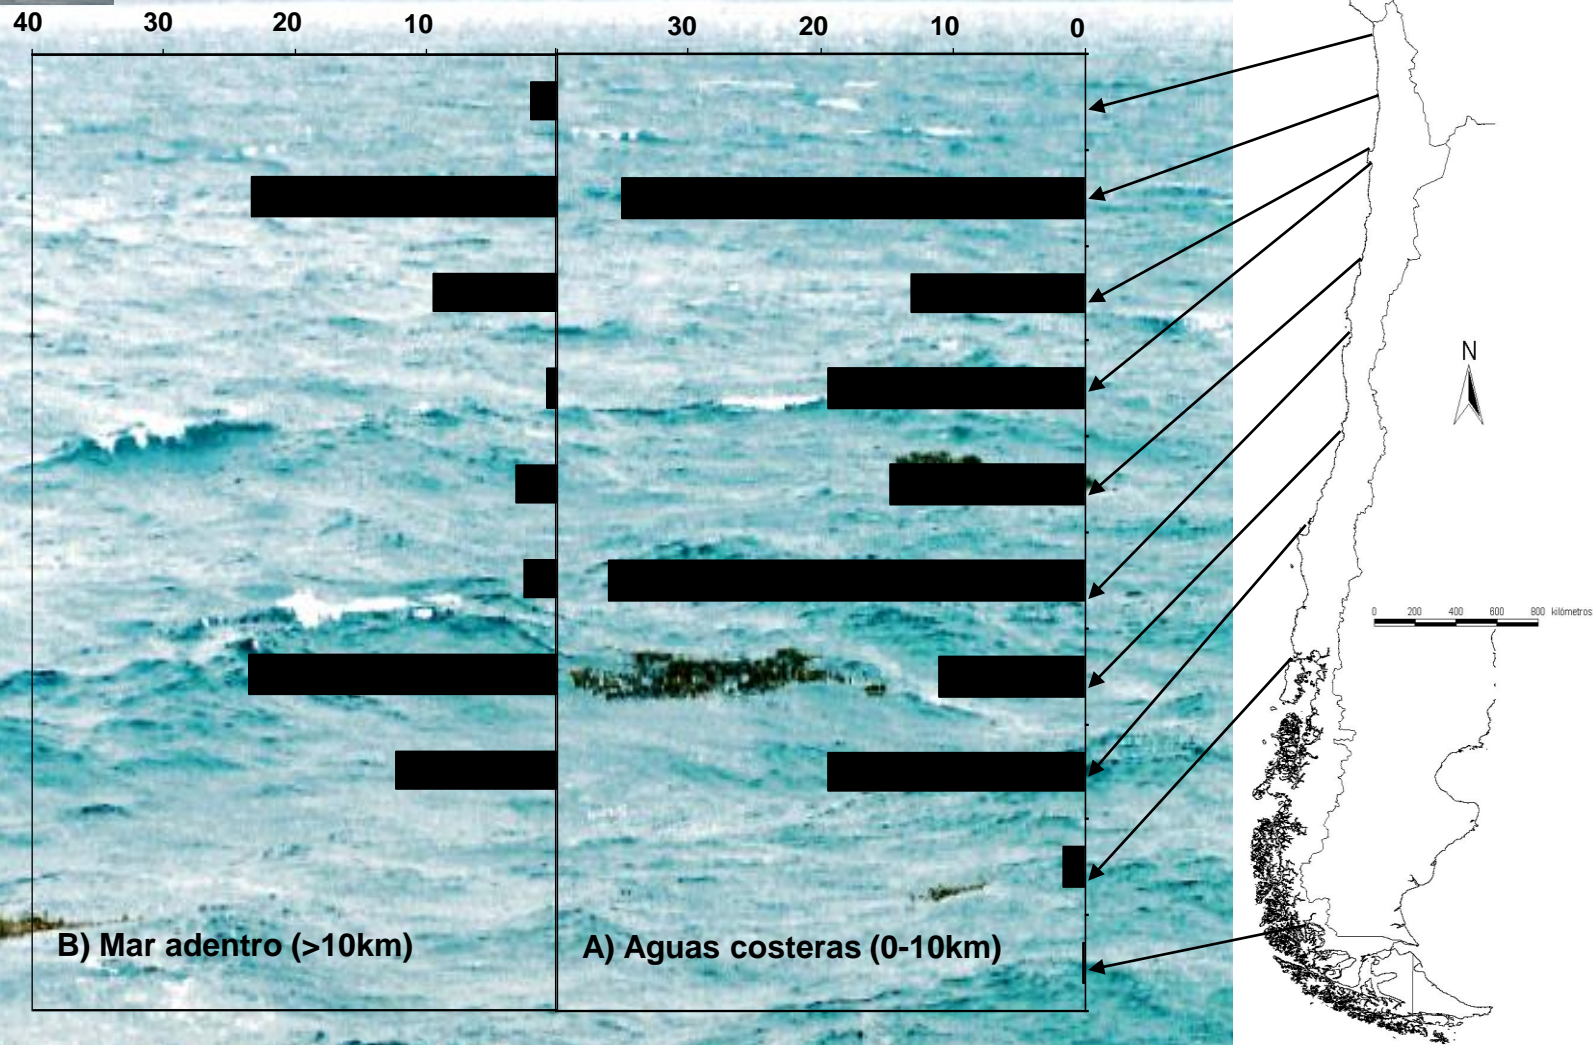 40 30 20 10 30 20 10 0
N
0 200 400 600 800 kilómetros
B) Mar adentro (>10km) A) Aguas costeras (0-10km)